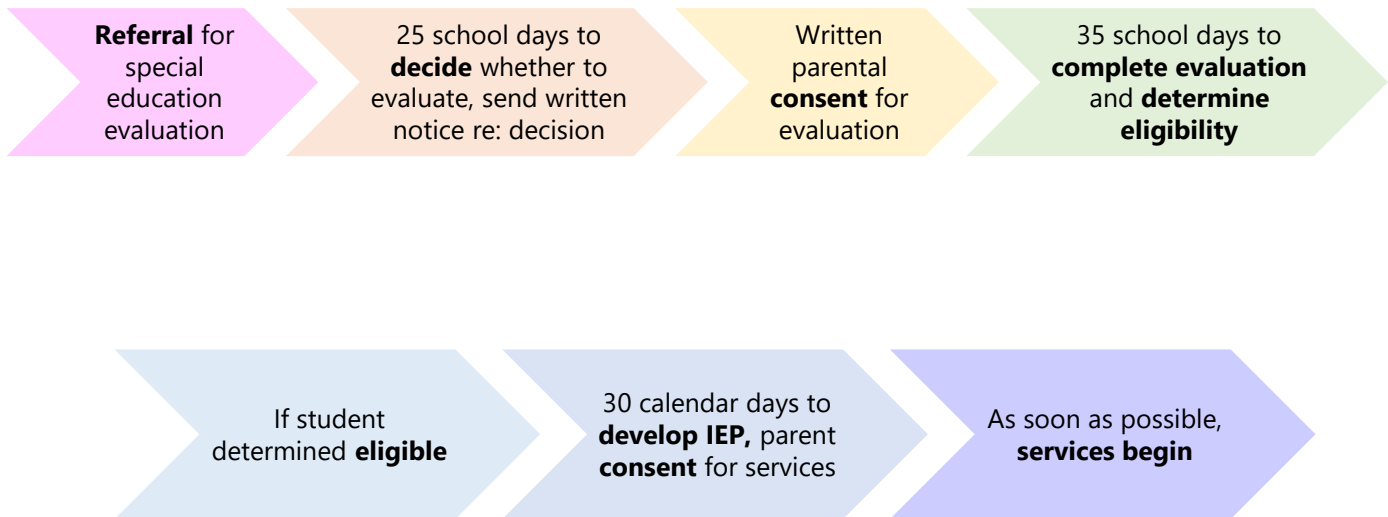 Referral for
special
education
evaluation
25 school days to
decide whether to
evaluate, send written
notice re: decision
Written
parental
consent for
evaluation
35 school days to
complete evaluation
and determine
eligibility
If student
determined eligible
30 calendar days to
develop IEP, parent
consent for services
As soon as possible,
services begin